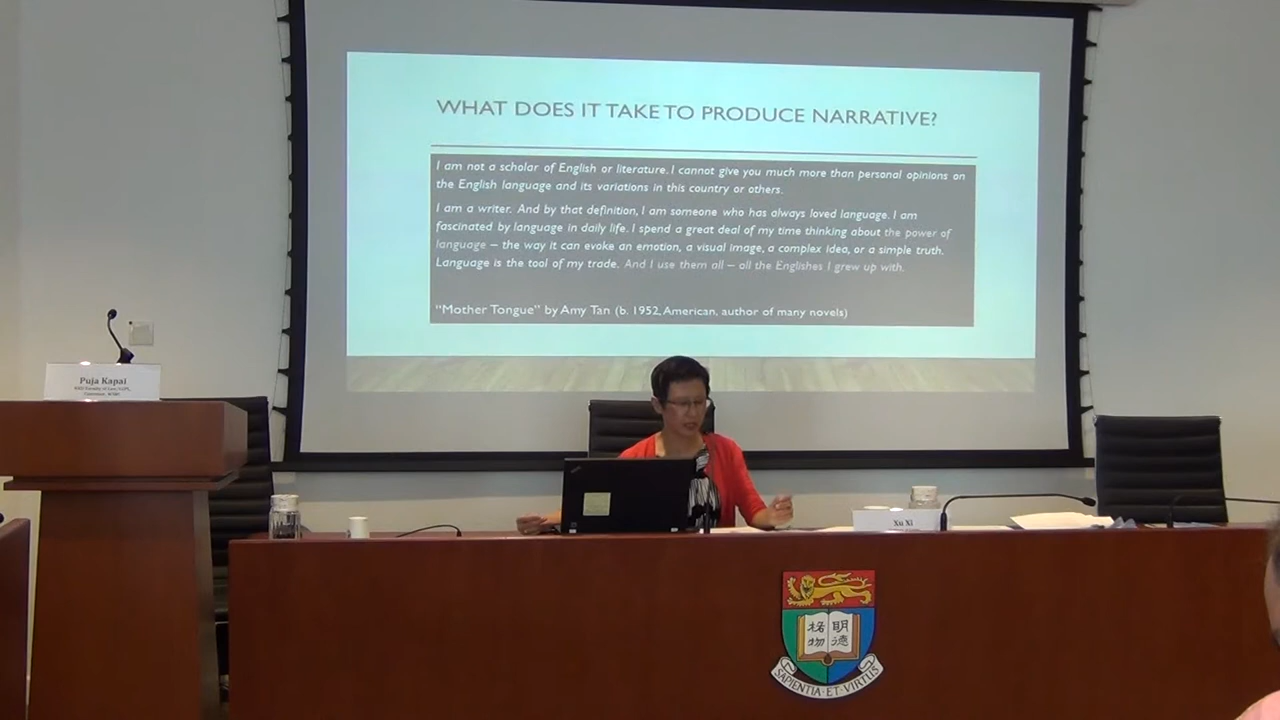 WHAT DOES IT TAKE TO PRODUCE NARRATIVE?
I am not a scholar of English or literature. I cannot give you much more than personal opinions on
the English language and its variations in this country or others.
I am a writer. And by that definition, I am someone who has always loved language. I am
fascinated by language in daily life. I spend a great deal of my time thinking about the power of
language – the way it can evoke an emotion, a visual image, a complex idea, or a simple truth.
Language is the tool of my trade. And I use them all – all the Englishes I grew up with.
“Mother Tongue” by Amy Tan (b. 1952, American, author of many novels)
Puja Kapai
Xu Xi
格 明
物 德
SAPIENTIA·ET·VIRTUS